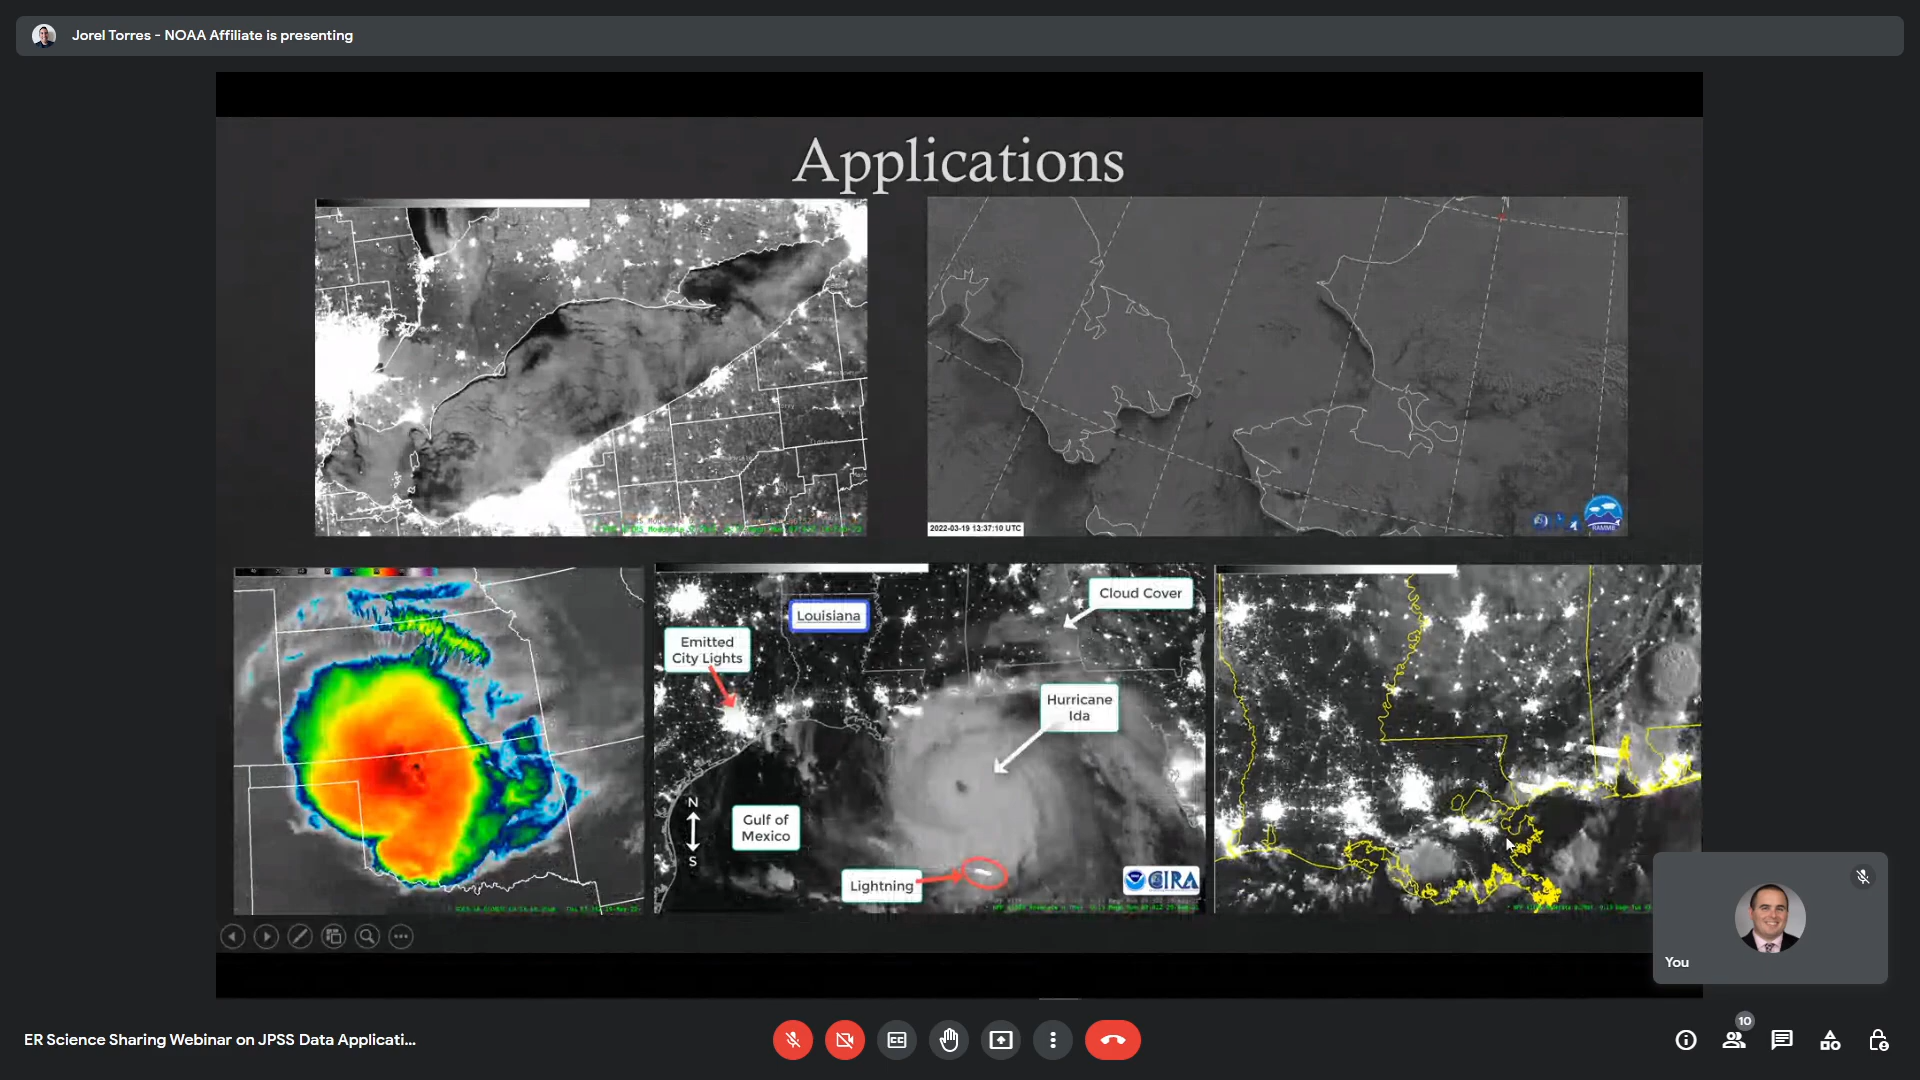 Jorel Torres - NOAA Affiliate is presenting
Applications
2022-03-19 13:37:10 UTC
RAMMB
Louisiana
Cloud Cover
Emitted
City Lights
Hurricane
Ida
N
S
Gulf of
Mexico
Lightning
CIRA
You
ER Science Sharing Webinar on JPSS Data Applicati...
10